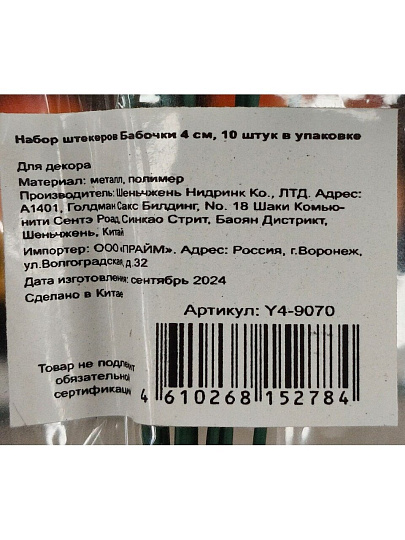 Набор штекеров Бабочки 4 см, 10 штук в упаковке
Для декора
Материал: металл, полимер
Производитель: Шеньчжень Нидринк Ко., ЛТД. Адрес:
А1401, Голдман Сакс Билдинг, No. 18 Шаки Комью-
нити Сентэ Роад, Синкао Стрит, Баоян Дистрикт,
Шеньчжень, Китай
Импортер: ООО «ПРАЙМ». Адрес: Россия, г.Воронеж,
ул.Волгоградская, д.32
Дата изготовления: сентябрь 2024
Сделано в Китае
Артикул: Y4-9070
Товар не подлежит
обязательной
сертификации
4 610268 152784